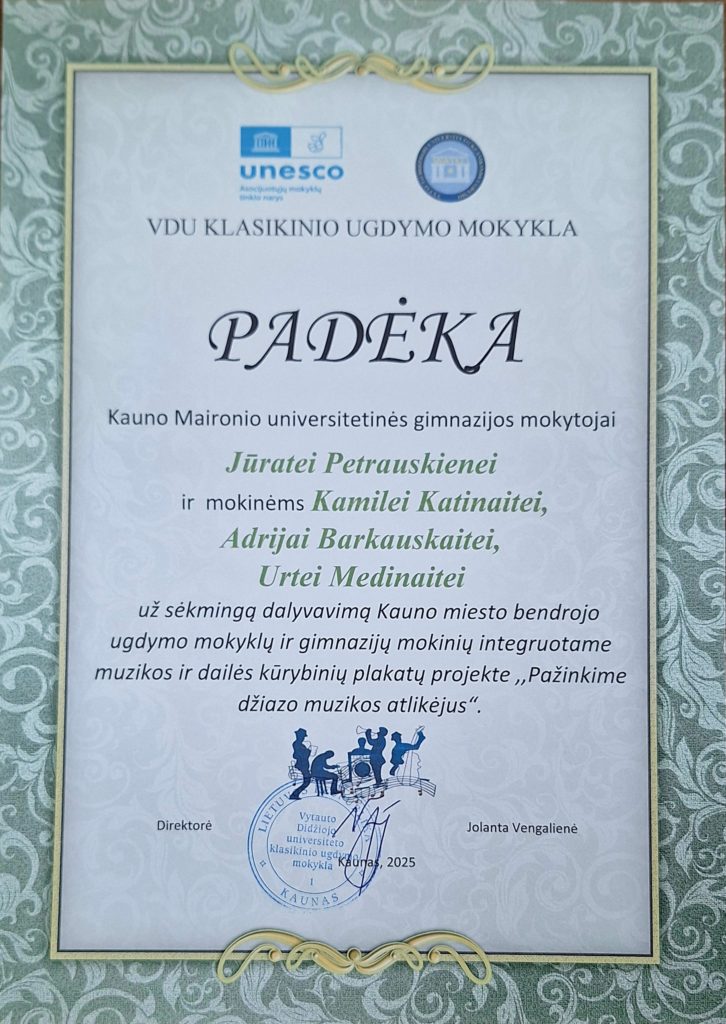 unesco
Asocijuotųjų mokyklų
tinklo narys
VDU KLASIKINIO UGDYMO MOKYKLA
PADĖKA
Kauno Maironio universitetinės gimnazijos mokytojai
Jūratei Petrauskienei
ir mokinėms Kamilei Katinaitei,
Adrijai Barkauskaitei,
Urtei Medinaitei
už sėkmingą dalyvavimą Kauno miesto bendrojo
ugdymo mokyklų ir gimnazijų mokinių integruotame
muzikos ir dailės kūrybinių plakatų projekte ,,Pažinkime
džiazo muzikos atlikėjus“.
Direktorė
Jolanta Vengalienė
Vytauto
Didžiojo
universiteto
klasikinio ugdymo
mokykla
1
KAUNAS
Kaunas, 2025